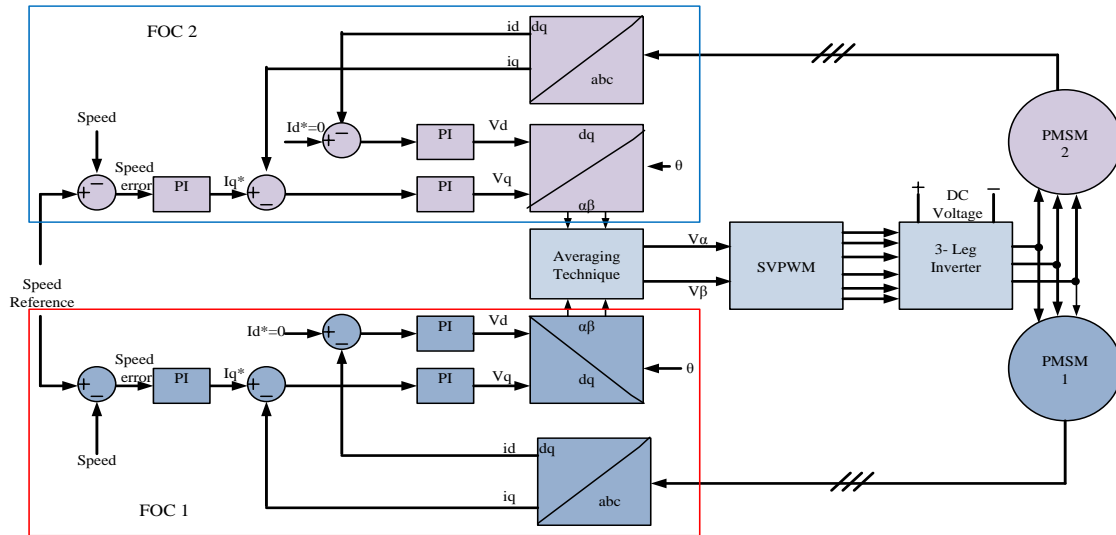 FOC 2
id
dq
iq
abc
Speed
Id*=0
+
−
PI
Vd
dq
PMSM
2
−
+
Speed
error
PI
Iq*
+
−
PI
Vq
θ
αβ
+
DC
Voltage
−
Averaging
Technique
Vα
Vβ
SVPWM
3- Leg
Inverter
Speed
Reference
Id*=0
+
−
PI
Vd
αβ
Speed
error
+
−
PI
Iq*
+
−
PI
Vq
dq
θ
PMSM
1
Speed
id
dq
iq
abc
FOC 1